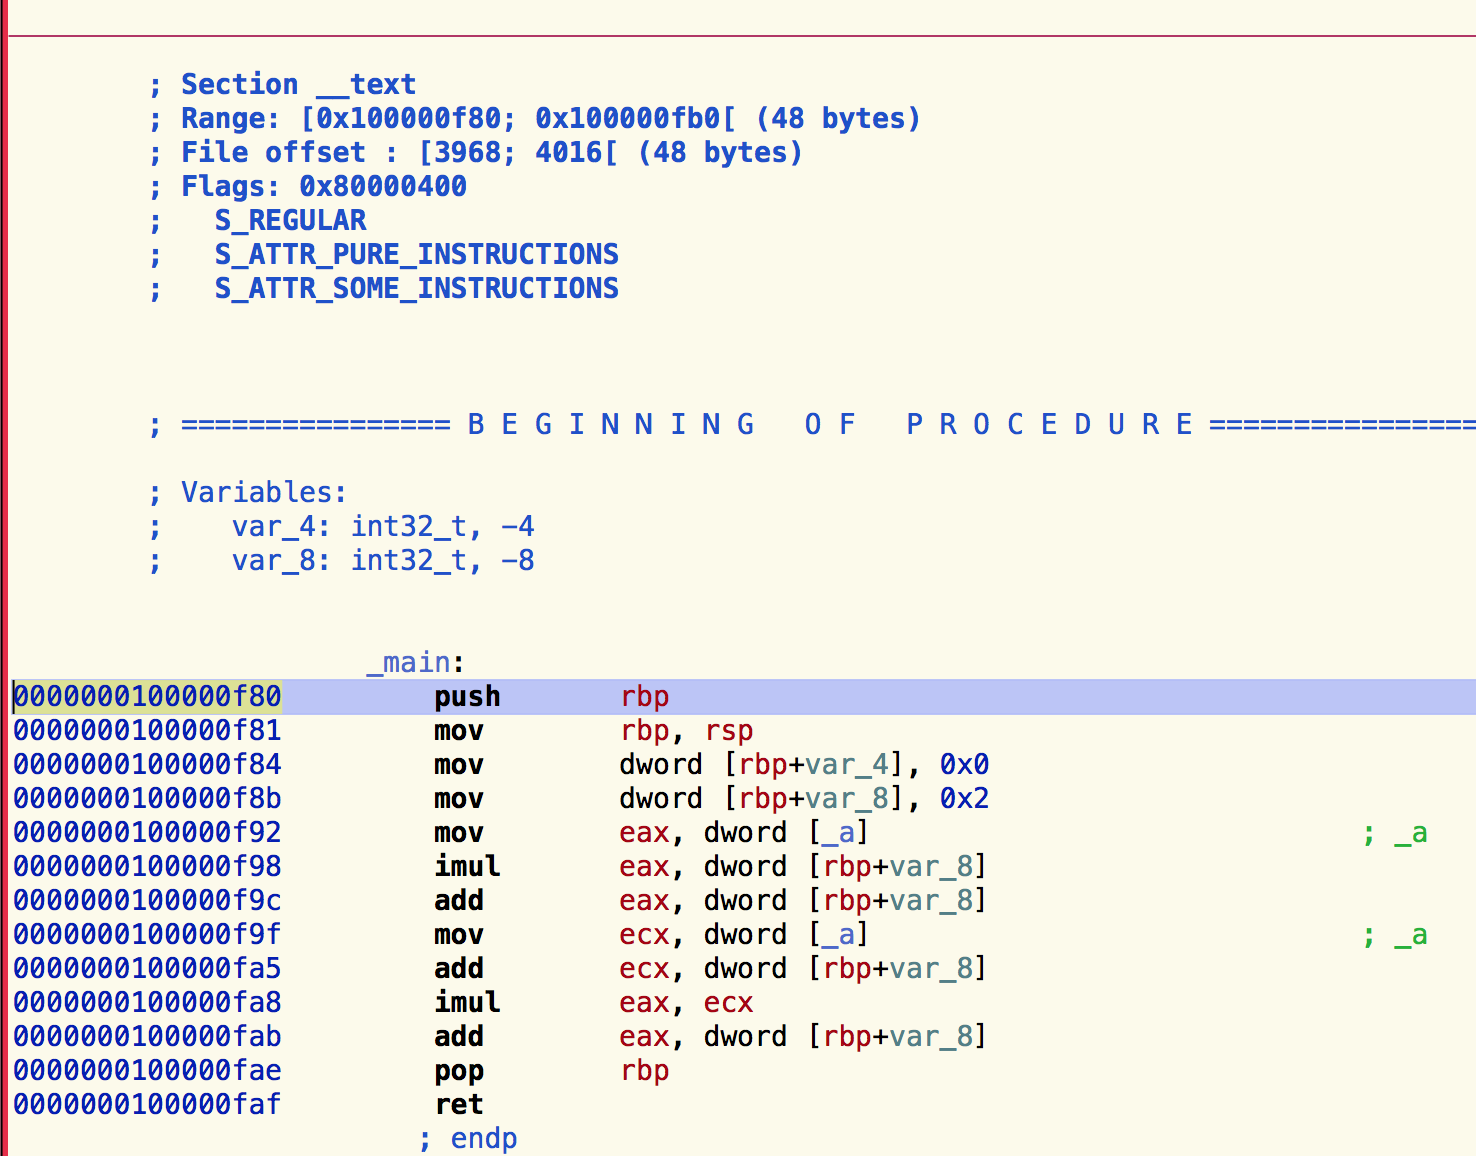 ; Section __text
; Range: [0x100000f80; 0x100000fb0[ (48 bytes)
; File offset : [3968; 4016[ (48 bytes)
; Flags: 0x80000400
;   S_REGULAR
;   S_ATTR_PURE_INSTRUCTIONS
;   S_ATTR_SOME_INSTRUCTIONS
; ================ B E G I N N I N G   O F   P R O C E D U R E ================
; Variables:
;    var_4: int32_t, -4
;    var_8: int32_t, -8
_main:
0000000100000f80 push rbp
0000000100000f81 mov rbp, rsp
0000000100000f84 mov dword [rbp+var_4], 0x0
0000000100000f8b mov dword [rbp+var_8], 0x2
0000000100000f92 mov eax, dword [_a] ; _a
0000000100000f98 imul eax, dword [rbp+var_8]
0000000100000f9c add eax, dword [rbp+var_8]
0000000100000f9f mov ecx, dword [_a] ; _a
0000000100000fa5 add ecx, dword [rbp+var_8]
0000000100000fa8 imul eax, ecx
0000000100000fab add eax, dword [rbp+var_8]
0000000100000fae pop rbp
0000000100000faf ret
; endp